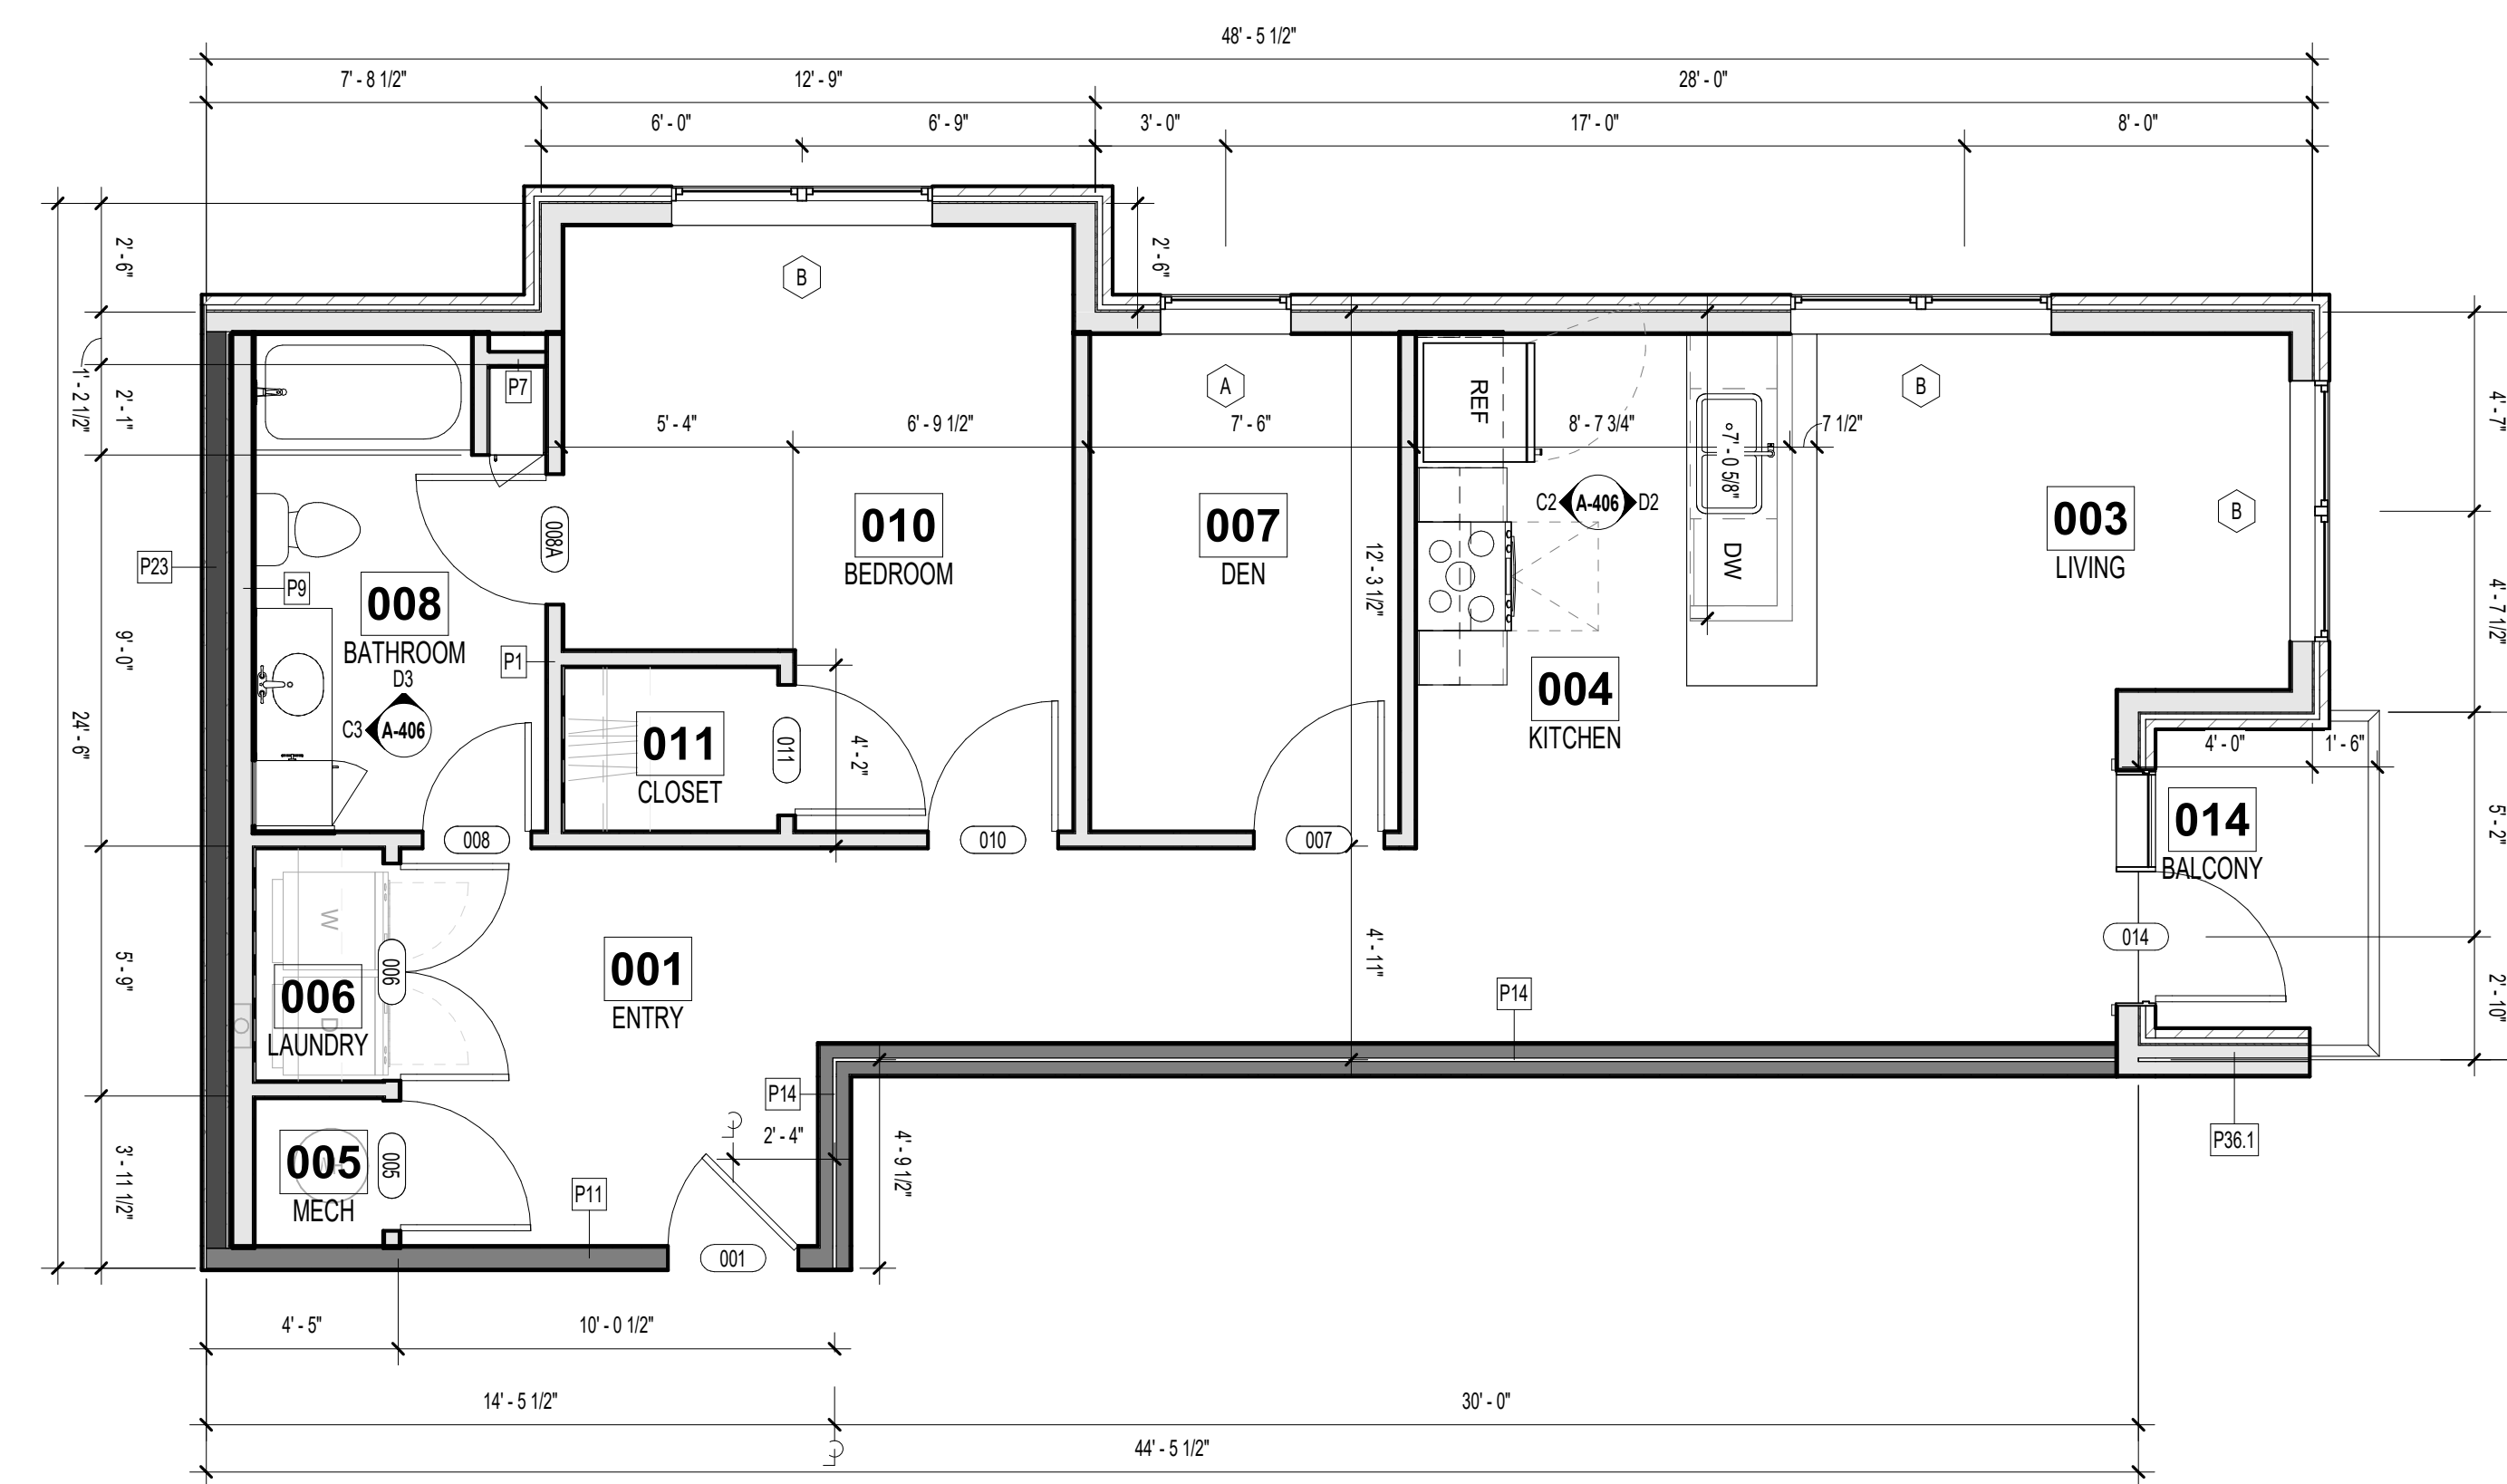 48' - 5 1/2"
7' - 8 1/2"
12' - 9"
28' - 0"
6' - 0"
6' - 9"
3' - 0"
17' - 0"
8' - 0"
2' - 6"
2' - 6"
B
1' - 2 1/2"
2' - 1"
P7
A
REF
B
4' - 7"
5' - 4"
6' - 9 1/2"
7' - 6"
8' - 7 3/4"
7 1/2"
7' - 0 5/8"
008A
010
BEDROOM
007
DEN
C2
A-406
D2
003
LIVING
B
P23
P9
12' - 3 1/2"
DW
008
BATHROOM
9' - 0"
P1
4' - 7 1/2"
D3
C3
A-406
004
KITCHEN
24' - 6"
011
CLOSET
011
4' - 2"
4' - 0"
1' - 6"
014
BALCONY
5' - 2"
008
010
007
W
5' - 9"
006
001
ENTRY
4' - 11"
014
006
LAUNDRY
D
P14
2' - 10"
P14
2' - 4"
4' - 9 1/2"
P36.1
3' - 11 1/2"
005
MECH
005
P11
001
4' - 5"
10' - 0 1/2"
14' - 5 1/2"
30' - 0"
44' - 5 1/2"